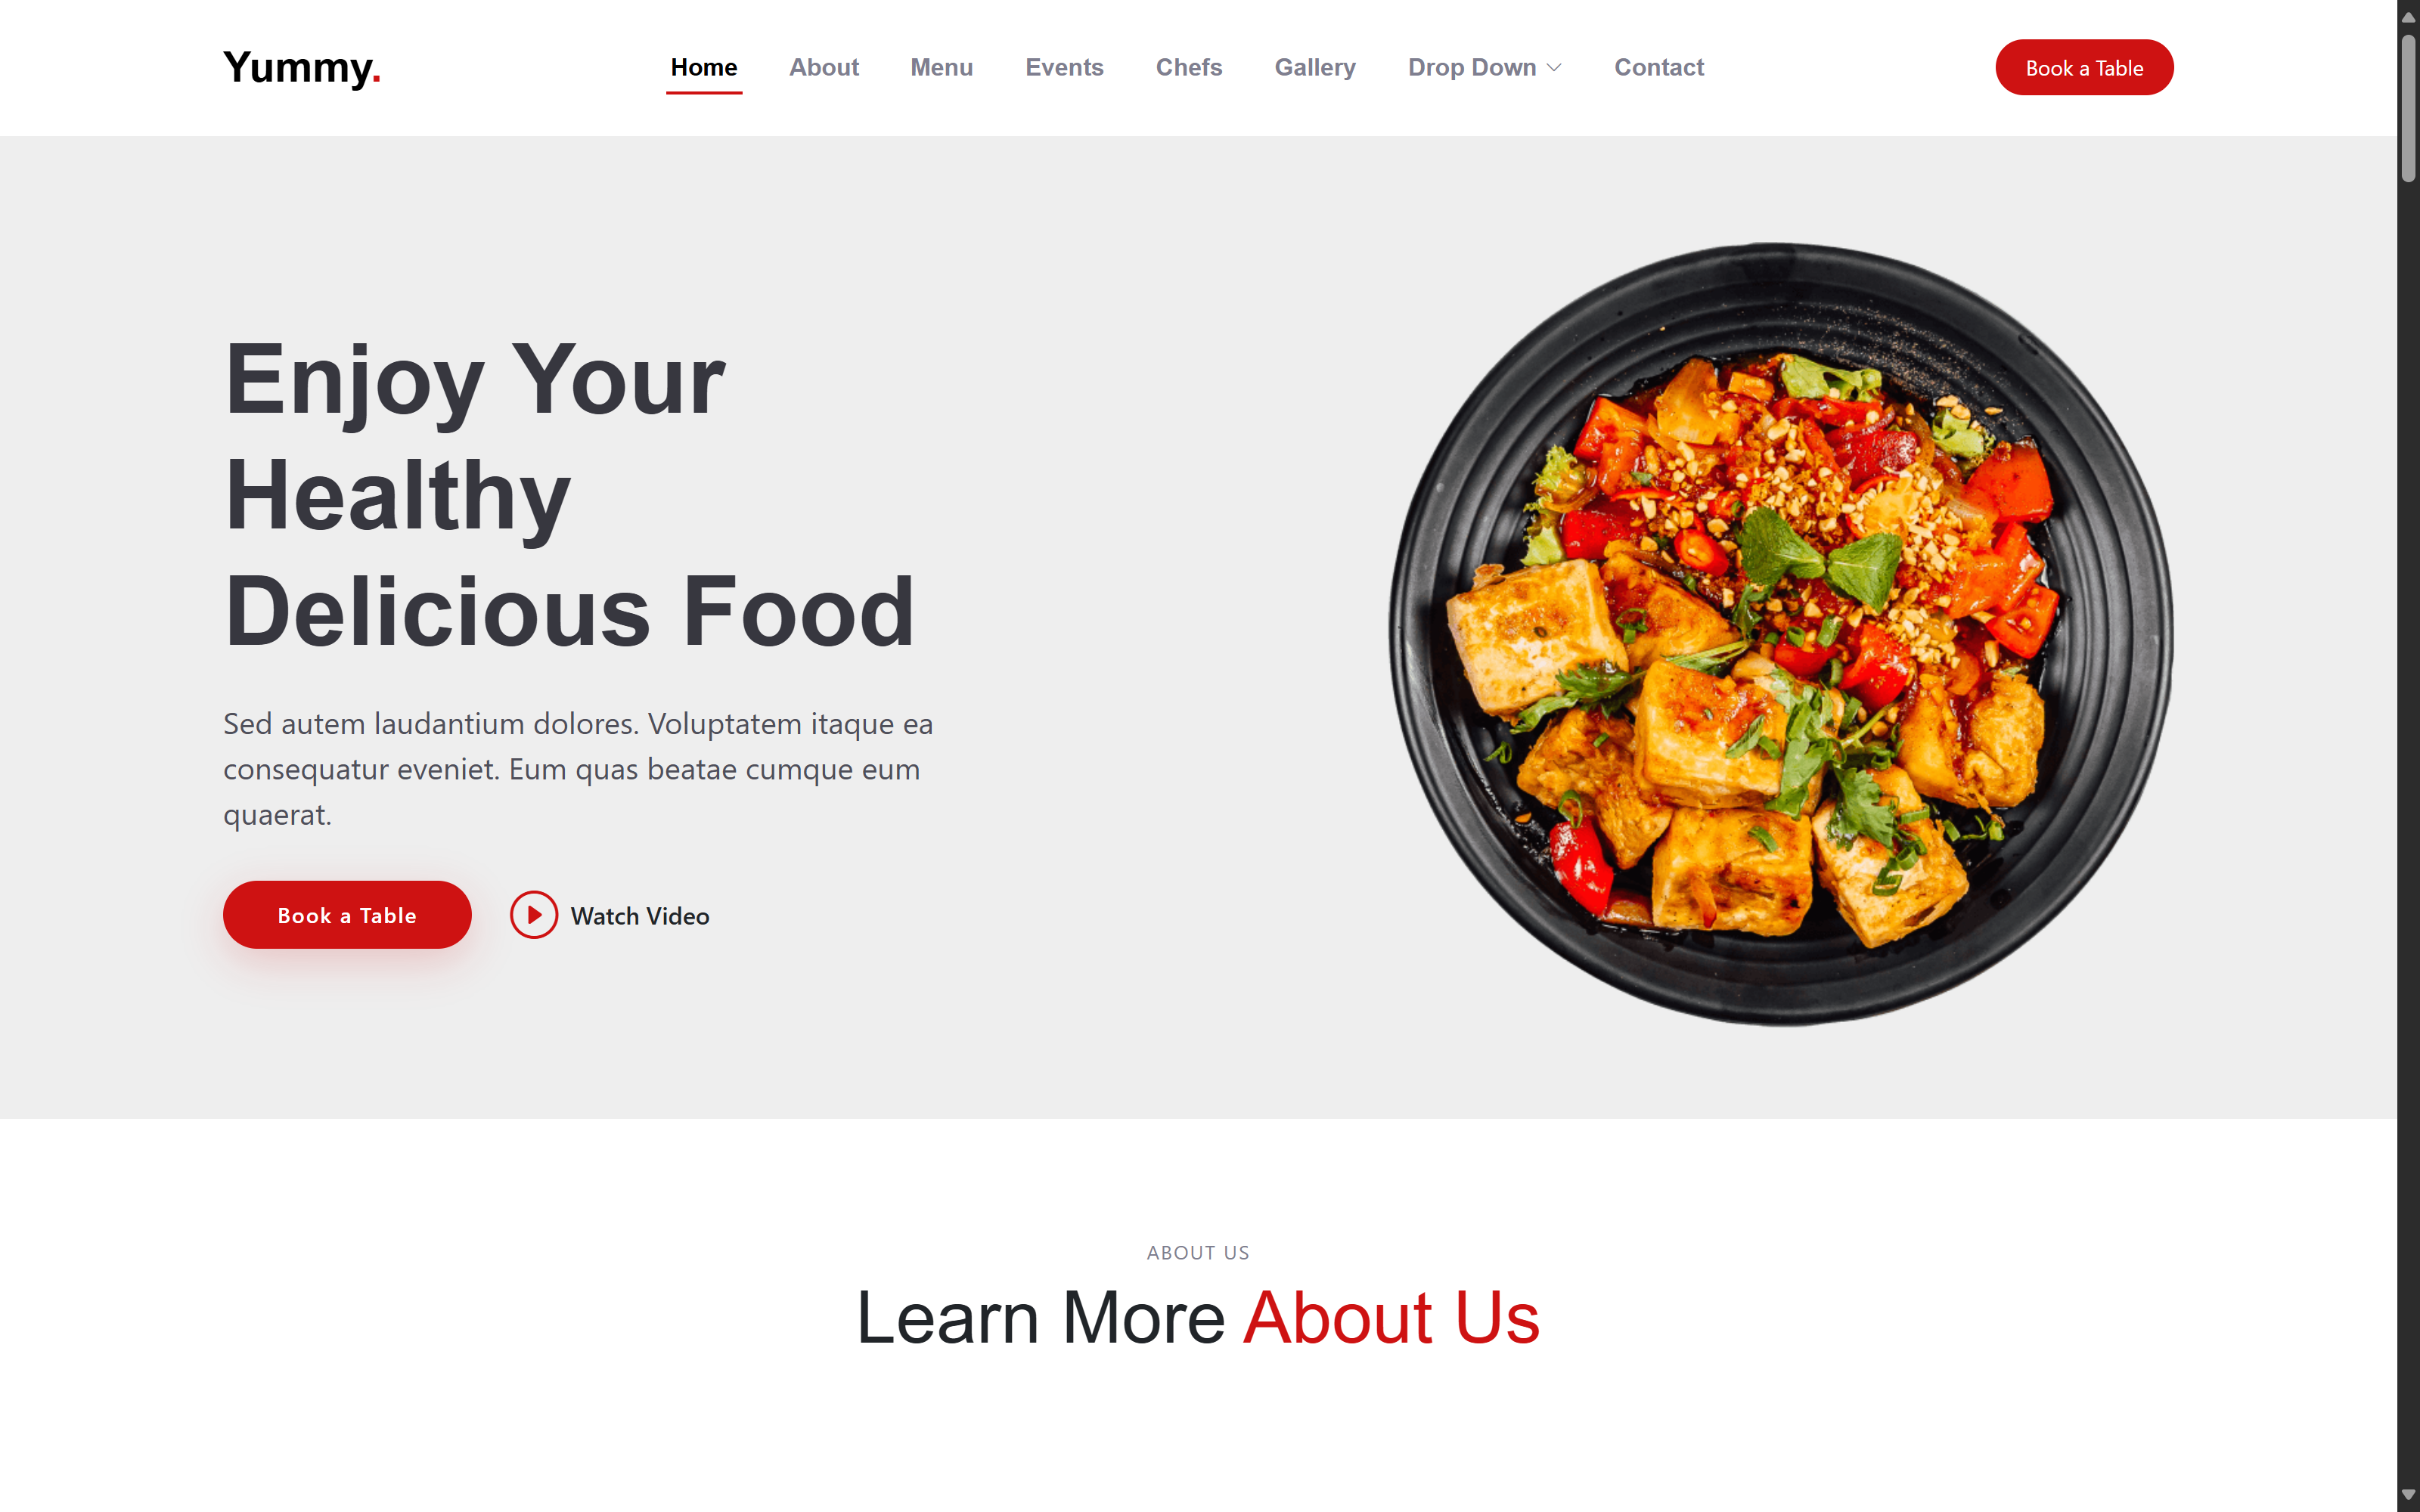 Yummy.
Home About Menu Events Chefs Gallery Drop Down Contact
Book a Table
Enjoy Your
Healthy
Delicious Food
Sed autem laudantium dolores. Voluptatem itaque ea
consequatur eveniet. Eum quas beatae cumque eum
quaerat.
Book a Table Watch Video
ABOUT US
Learn More About Us